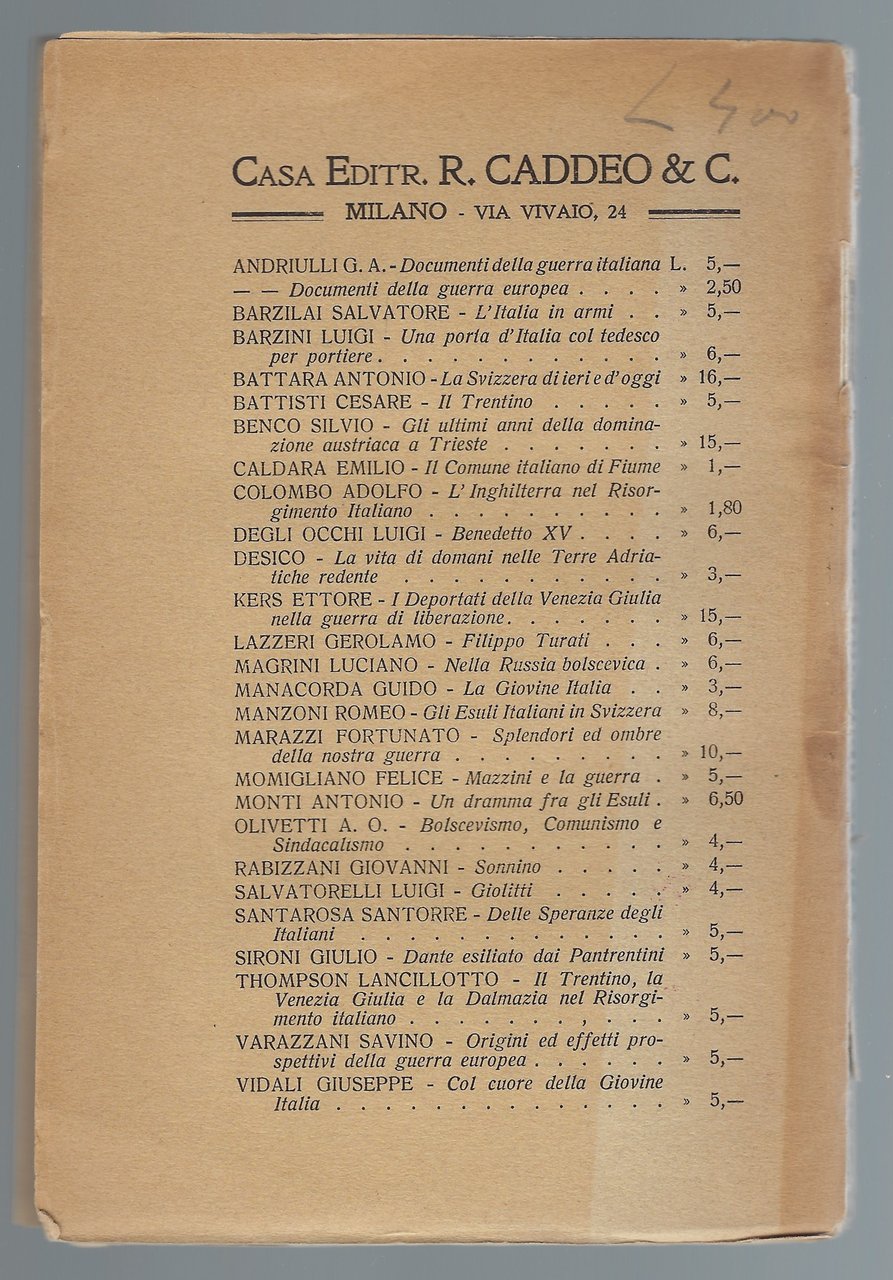 L 400
CASA EDITR. R. CADDEO & C.
MILANO - VIA VIVAIO, 24
ANDRIULLI G. A. - Documenti della guerra italiana L. 5,—
— — Documenti della guerra europea . . . . » 2,50
BARZILAI SALVATORE - L'Italia in armi . . » 5,—
BARZINI LUIGI - Una porta d'Italia col tedesco
per portiere . . . . . . . . . . . . . » 6,—
BATTARA ANTONIO - La Svizzera di ieri e d'oggi » 16,—
BATTISTI CESARE - Il Trentino . . . . . » 5,—
BENCO SILVIO - Gli ultimi anni della domina-
zione austriaca a Trieste . . . . . . . » 15,—
CALDARA EMILIO - Il Comune italiano di Fiume » 1,—
COLOMBO ADOLFO - L'Inghilterra nel Risor-
gimento Italiano . . . . . . . . . . » 1,80
DEGLI OCCHI LUIGI - Benedetto XV . . . . » 6,—
DESICO - La vita di domani nelle Terre Adria-
tiche redente . . . . . . . . . . . » 3,—
KERS ETTORE - I Deportati della Venezia Giulia
nella guerra di liberazione . . . . . . . » 15,—
LAZZERI GEROLAMO - Filippo Turati . . . » 6,—
MAGRINI LUCIANO - Nella Russia bolscevica . » 6,—
MANACORDA GUIDO - La Giovine Italia . . » 3,—
MANZONI ROMEO - Gli Esuli Italiani in Svizzera » 8,—
MARAZZI FORTUNATO - Splendori ed ombre
della nostra guerra . . . . . . . . . » 10,—
MOMIGLIANO FELICE - Mazzini e la guerra . » 5,—
MONTI ANTONIO - Un dramma fra gli Esuli . » 6,50
OLIVETTI A. O. - Bolscevismo, Comunismo e
Sindacalismo . . . . . . . . . . . » 4,—
RABIZZANI GIOVANNI - Sonnino . . . . . » 4,—
SALVATORELLI LUIGI - Giolitti . . . . . » 4,—
SANTAROSA SANTORRE - Delle Speranze degli
Italiani . . . . . . . . . . . . . » 5,—
SIRONI GIULIO - Dante esiliato dai Pantrentini » 5,—
THOMPSON LANCILLOTTO - Il Trentino, la
Venezia Giulia e la Dalmazia nel Risorgi-
mento italiano . . . . . . . , . . . . » 5,—
VARAZZANI SAVINO - Origini ed effetti pro-
spettivi della guerra europea . . . . . . » 5,—
VIDALI GIUSEPPE - Col cuore della Giovine
Italia . . . . . . . . . . . . . . » 5,—